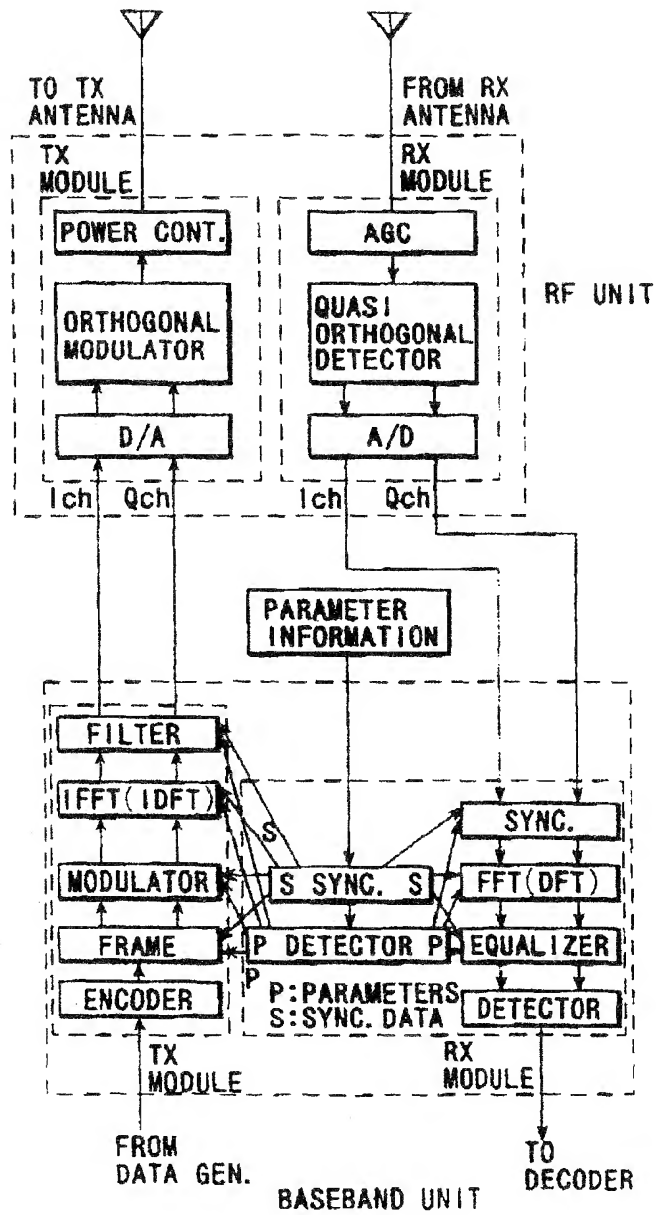 TO TX
ANTENNA
FROM RX
ANTENNA
TX
MODULE
RX
MODULE
POWER CONT.
AGC
RF UNIT
ORTHOGONAL
MODULATOR
QUASI
ORTHOGONAL
DETECTOR
D/A
A/D
Ich Qch
Ich Qch
PARAMETER
INFORMATION
FILTER
IFFT(IDFT)
S
SYNC.
MODULATOR
S SYNC. S
FFT(DFT)
FRAME
P DETECTOR P
EQUALIZER
P
ENCODER
P:PARAMETERS
S:SYNC.DATA
DETECTOR
TX
MODULE
RX
MODULE
FROM
DATA GEN.
TO
DECODER
BASEBAND UNIT